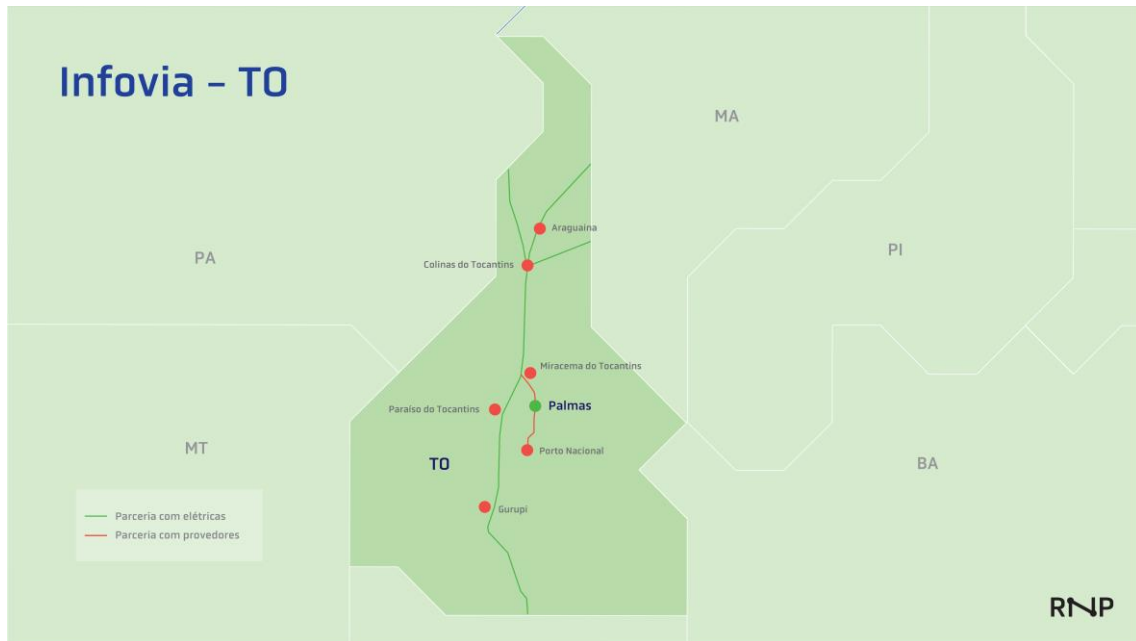 Infovia – TO
MA
Araguaina
PA
PI
Colinas do Tocantins
Miracema do Tocantins
Paraíso do Tocantins
Palmas
MT
TO
Porto Nacional
BA
Gurupi
Parceria com elétricas
Parceria com provedores
RNP